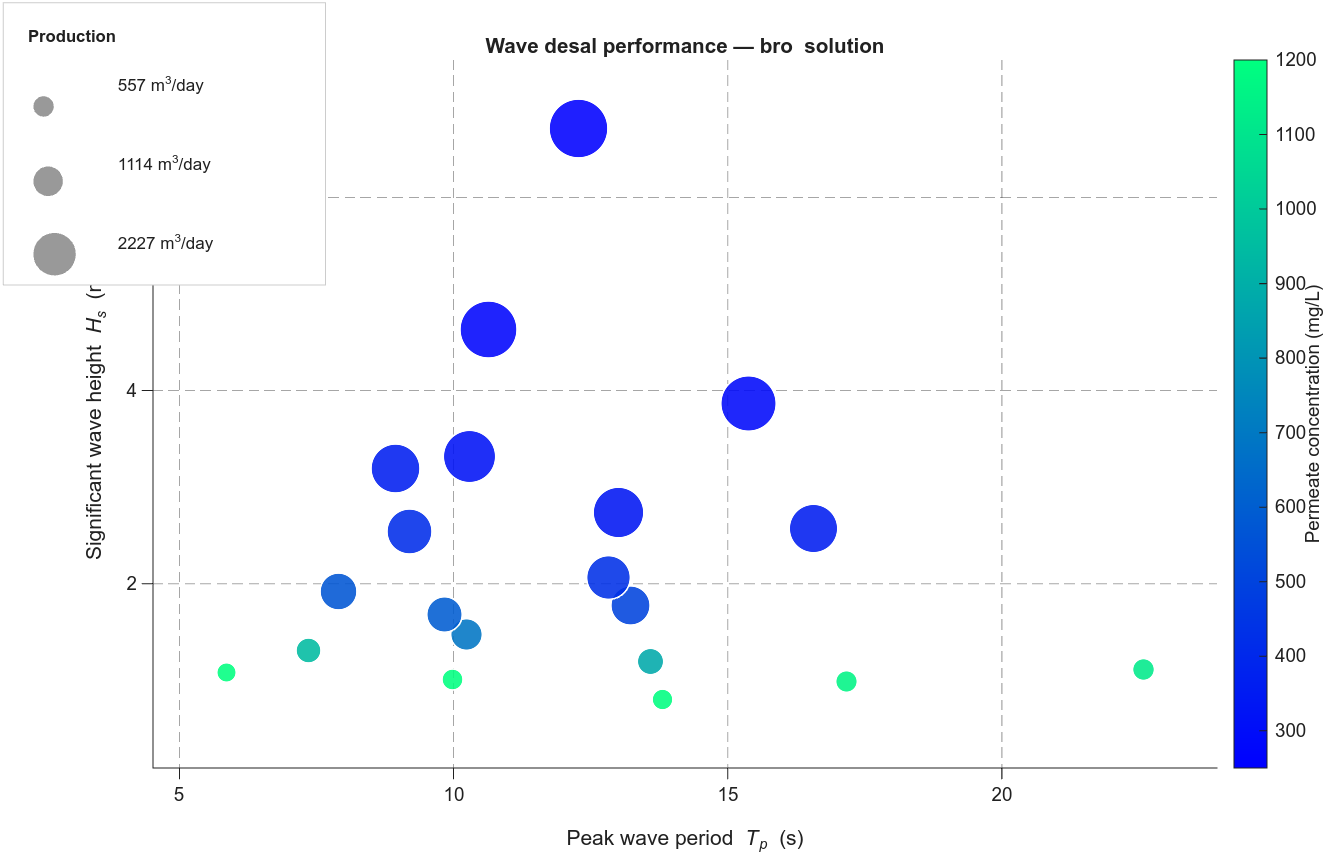 Production
557 m³/day
1114 m³/day
2227 m³/day
Wave desal performance — bro  solution
Significant wave height  Hₛ
4
2
5
10
15
20
Peak wave period  Tₚ  (s)
1200
1100
1000
900
800
700
600
500
400
300
Permeate concentration (mg/L)